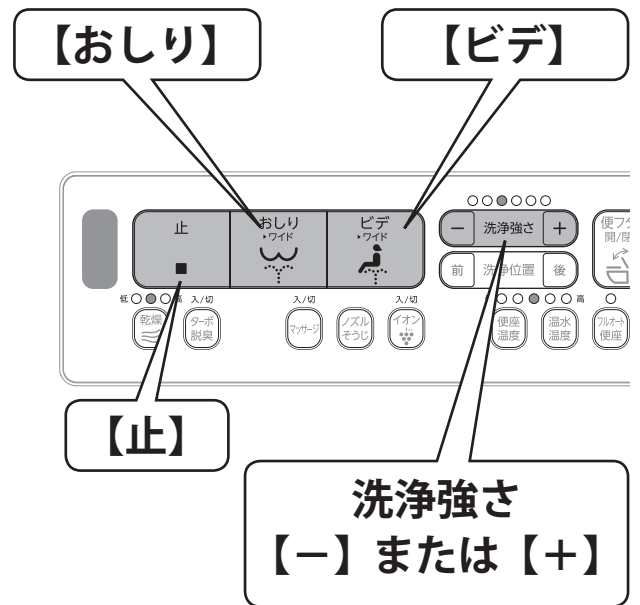 【おしり】
【ビデ】
止
おしり
▸ワイド
ビデ
▸ワイド
− 洗浄強さ +
便フタ
開/閉
前 洗浄位置 後
低 高 入/切
入/切
入/切
高
乾燥
ターボ
脱臭
マッサージ
ノズル
そうじ
イオン
便座
温度
温水
温度
フルオート
便座
【止】
洗浄強さ
【−】または【+】